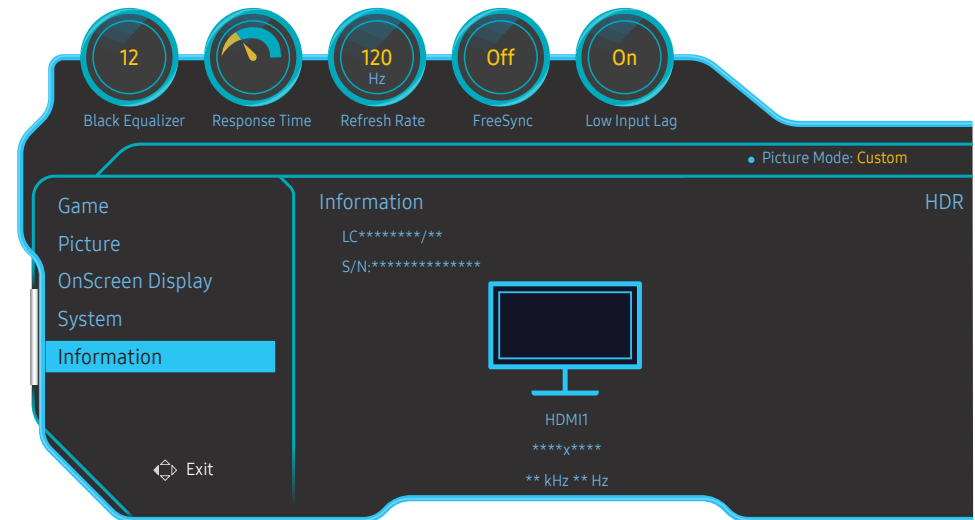 12
120
Hz
Off
On
Black Equalizer
Response Time
Refresh Rate
FreeSync
Low Input Lag
• Picture Mode: Custom
Game
Picture
OnScreen Display
System
Information
Exit
Information
HDR
LC********/**
S/N:**************
HDMI1
****x****
** kHz ** Hz